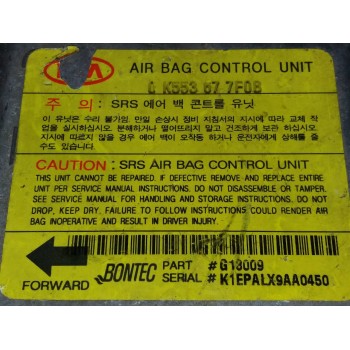 KIA AIR BAG CONTROL UNIT
0 K553 67 7F0B
주 의 : SRS 에어 백 콘트롤 유닛
이 유닛은 수리 불가임. 만일 손상시 정비 지침서의 지시에 따라 교체 작
업을 실시하십시오. 분해하거나 떨어뜨리지 말고 건조하게 보관 하십시오.
지시에 따르지 않을 경우 에어 백이 오작동 하거나 운전자에게 상해를 줄
수 있습니다.
CAUTION : SRS AIR BAG CONTROL UNIT
THIS UNIT CANNOT BE REPAIRED. IF DEFECTIVE REMOVE AND REPLACE ENTIRE
UNIT PER SERVICE MANUAL INSTRUCTIONS. DO NOT DISASSEMBLE OR TAMPER.
SEE SERVICE MANUAL FOR HANDLING AND STORAGE INSTRUCTIONS. DO NOT
DROP, KEEP DRY. FAILURE TO FOLLOW INSTRUCTIONS COULD RENDER AIR
BAG INOPERATIVE AND RESULT IN DRIVER INJURY.
FORWARD
BONTEC
PART # G13009
SERIAL # K1EPALX9AA0450